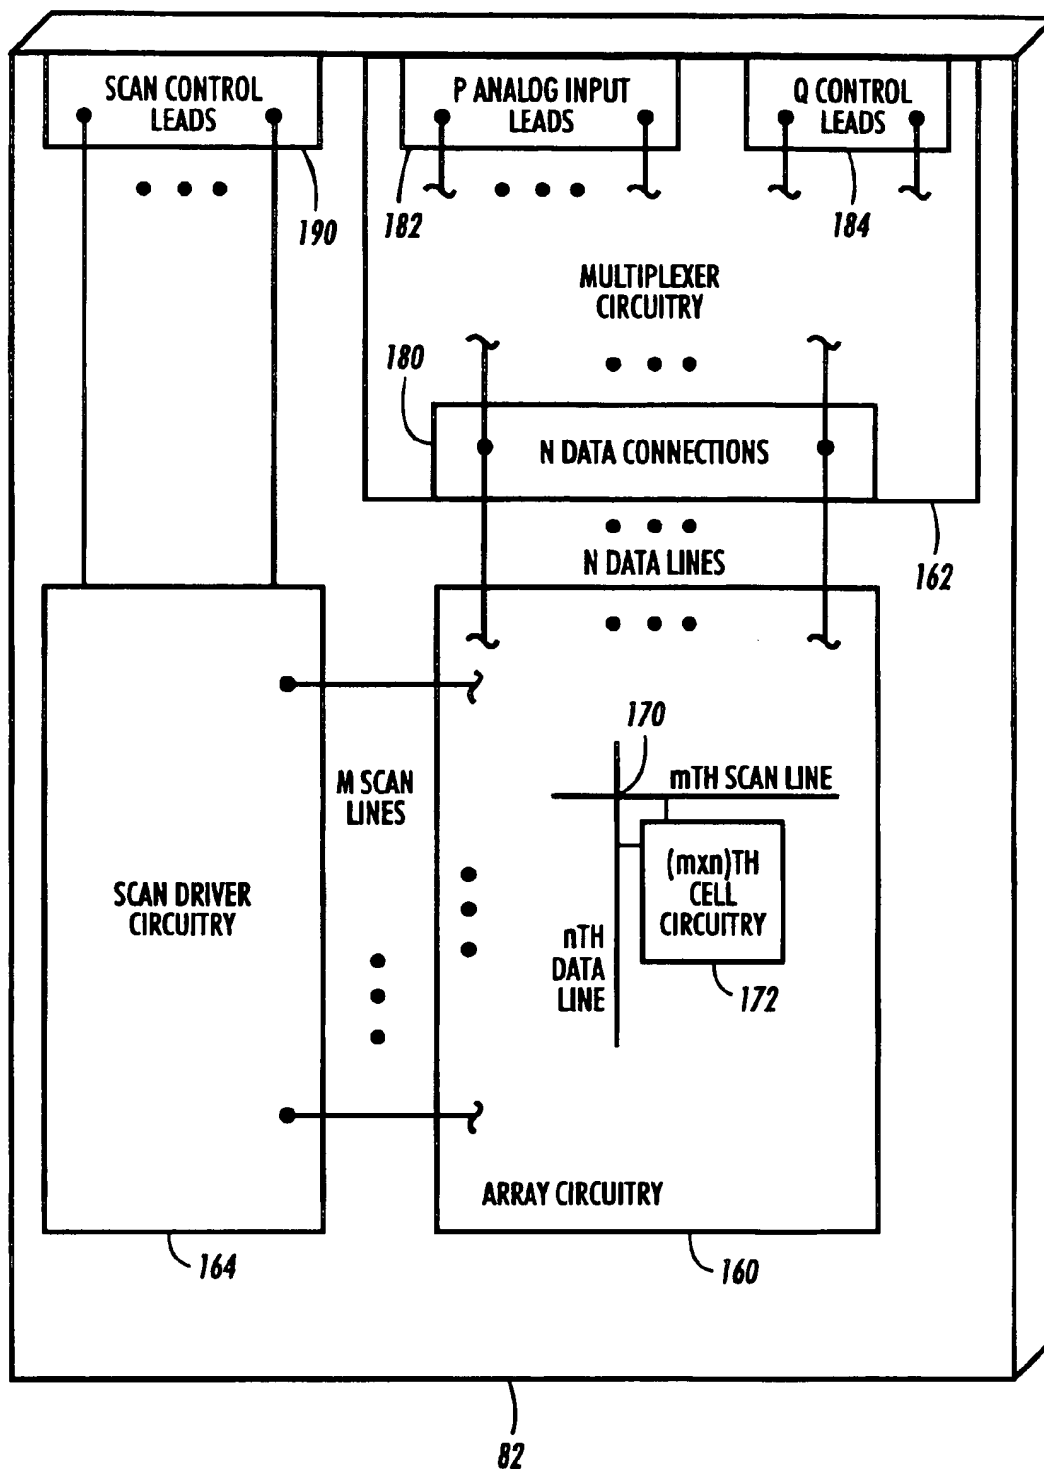 SCAN CONTROL
LEADS
P ANALOG INPUT
LEADS
Q CONTROL
LEADS
190
182
184
MULTIPLEXER
CIRCUITRY
180
N DATA CONNECTIONS
N DATA LINES
162
170
mTH SCAN LINE
M SCAN
LINES
(mxn)TH
CELL
CIRCUITRY
SCAN DRIVER
CIRCUITRY
nTH
DATA
LINE
172
ARRAY CIRCUITRY
164
160
82